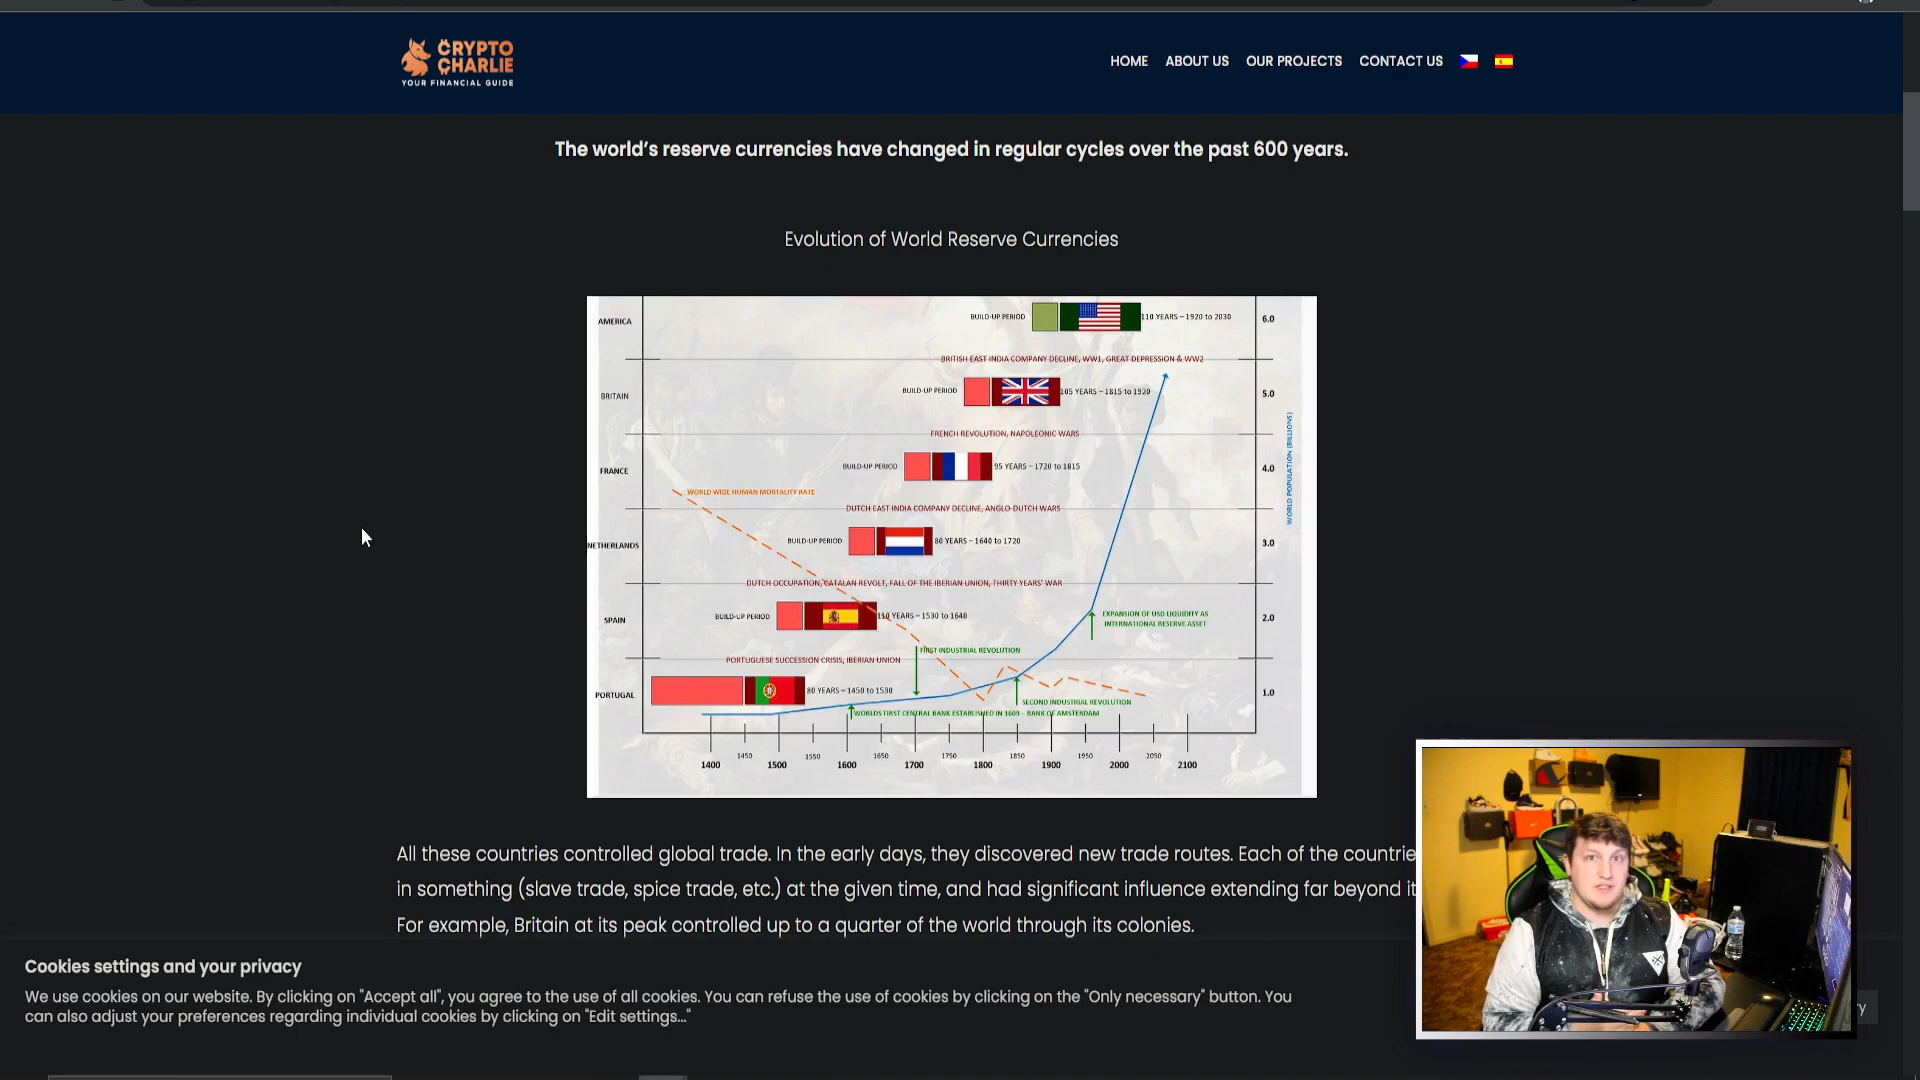 CRYPTO
CHARLIE
YOUR FINANCIAL GUIDE
HOME ABOUT US OUR PROJECTS CONTACT US
The world's reserve currencies have changed in regular cycles over the past 600 years.
Evolution of World Reserve Currencies
AMERICA BUILD-UP PERIOD 110 YEARS – 1920 to 2030 6.0
BRITISH EAST INDIA COMPANY DECLINE, WW1, GREAT DEPRESSION & WW2
BRITAIN BUILD-UP PERIOD 105 YEARS – 1815 to 1920 5.0
FRENCH REVOLUTION, NAPOLEONIC WARS
FRANCE BUILD-UP PERIOD 95 YEARS – 1720 to 1815 4.0
WORLD POPULATION (BILLIONS)
WORLD WIDE HUMAN MORTALITY RATE
DUTCH EAST INDIA COMPANY DECLINE, ANGLO-DUTCH WARS
NETHERLANDS BUILD-UP PERIOD 80 YEARS – 1640 to 1720 3.0
DUTCH OCCUPATION, CATALAN REVOLT, FALL OF THE IBERIAN UNION, THIRTY YEARS' WAR
SPAIN BUILD-UP PERIOD 110 YEARS – 1530 to 1640 2.0
EXPANSION OF USD LIQUIDITY AS
INTERNATIONAL RESERVE ASSET
FIRST INDUSTRIAL REVOLUTION
PORTUGUESE SUCCESSION CRISIS, IBERIAN UNION
PORTUGAL 80 YEARS – 1450 to 1530 1.0
SECOND INDUSTRIAL REVOLUTION
WORLDS FIRST CENTRAL BANK ESTABLISHED IN 1609 – BANK OF AMSTERDAM
1400 1450 1500 1550 1600 1650 1700 1750 1800 1850 1900 1950 2000 2050 2100
All these countries controlled global trade. In the early days, they discovered new trade routes. Each of the countrie
in something (slave trade, spice trade, etc.) at the given time, and had significant influence extending far beyond it
For example, Britain at its peak controlled up to a quarter of the world through its colonies.
Cookies settings and your privacy
We use cookies on our website. By clicking on "Accept all", you agree to the use of all cookies. You can refuse the use of cookies by clicking on the "Only necessary" button. You
can also adjust your preferences regarding individual cookies by clicking on "Edit settings..."
ry